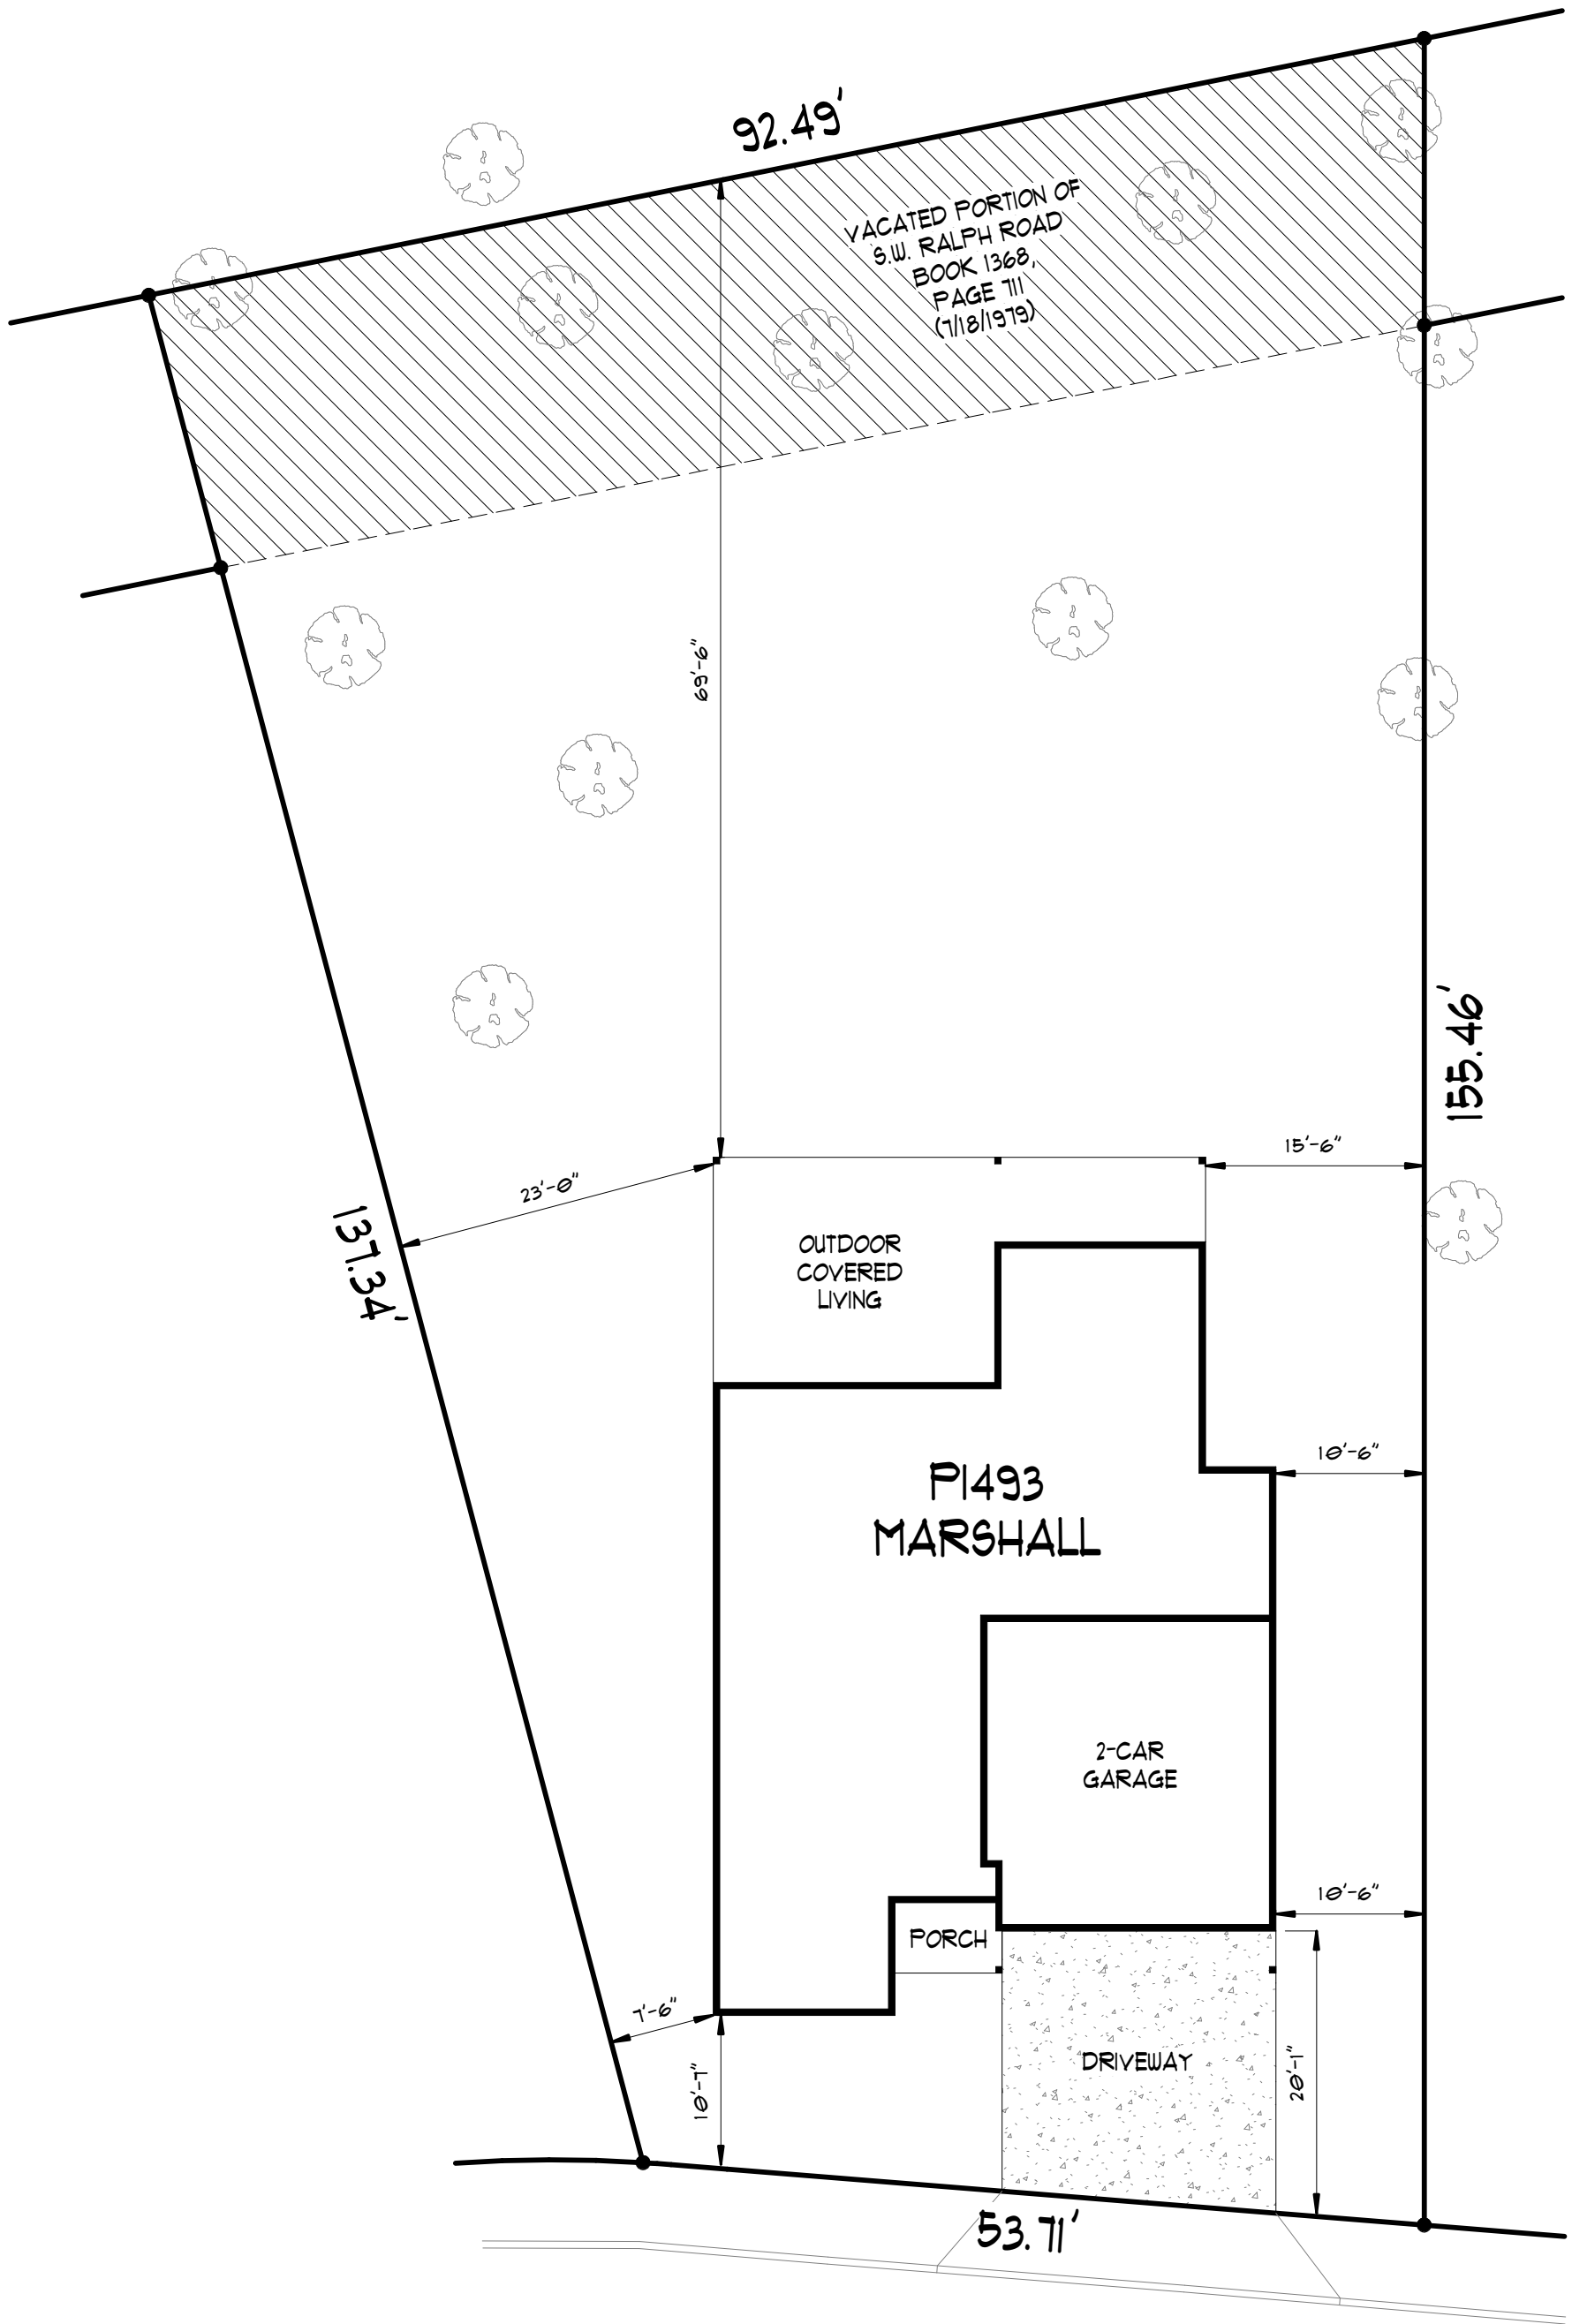 92.49'
VACATED PORTION OF
S.W. RALPH ROAD
BOOK 1368,
PAGE 711
(7/18/1979)
69'-6"
155.46'
15'-6"
23'-0"
137.34'
OUTDOOR
COVERED
LIVING
10'-6"
P1493
MARSHALL
2-CAR
GARAGE
10'-6"
PORCH
7'-6"
10'-7"
DRIVEWAY
20'-1"
53.71'